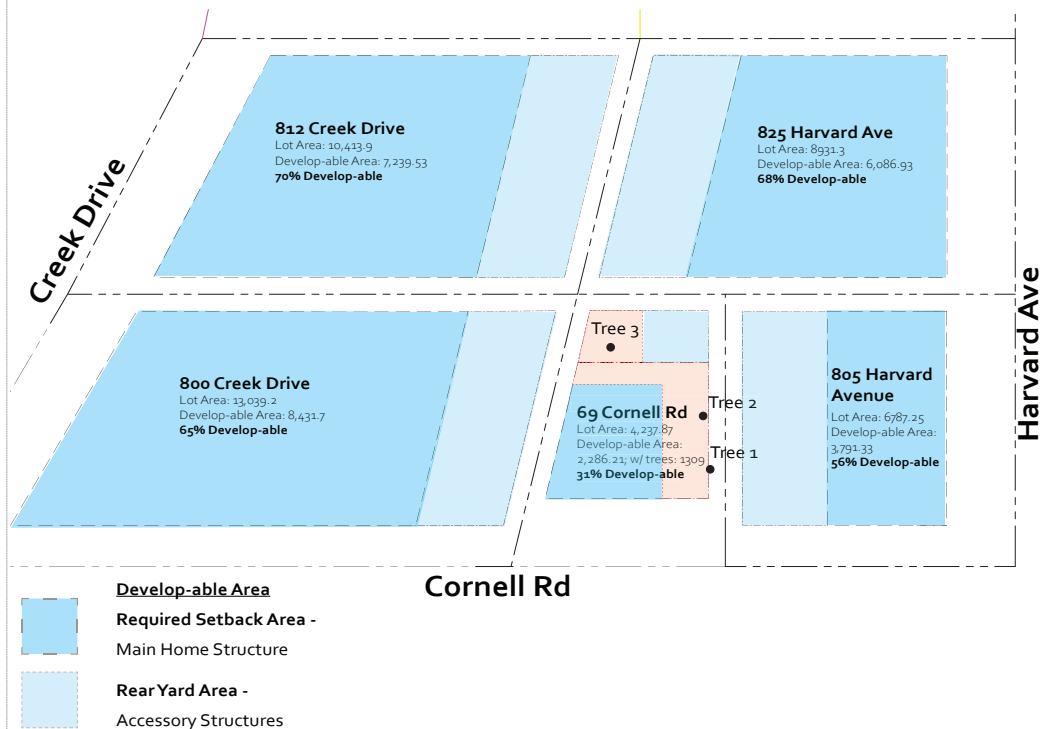 812 Creek Drive
Lot Area: 10,413.9
Develop-able Area: 7,239.53
70% Develop-able
825 Harvard Ave
Lot Area: 8931.3
Develop-able Area: 6,086.93
68% Develop-able
Creek Drive
Harvard Ave
800 Creek Drive
Lot Area: 13,039.2
Develop-able Area: 8,431.7
65% Develop-able
Tree 3
69 Cornell Rd
Lot Area: 4,237.87
Develop-able Area:
2,286.21; w/ trees: 1309
31% Develop-able
Tree 2
Tree 1
805 Harvard
Avenue
Lot Area: 6787.25
Develop-able Area:
3,791.33
56% Develop-able
Cornell Rd
Develop-able Area
Required Setback Area -
Main Home Structure
Rear Yard Area -
Accessory Structures